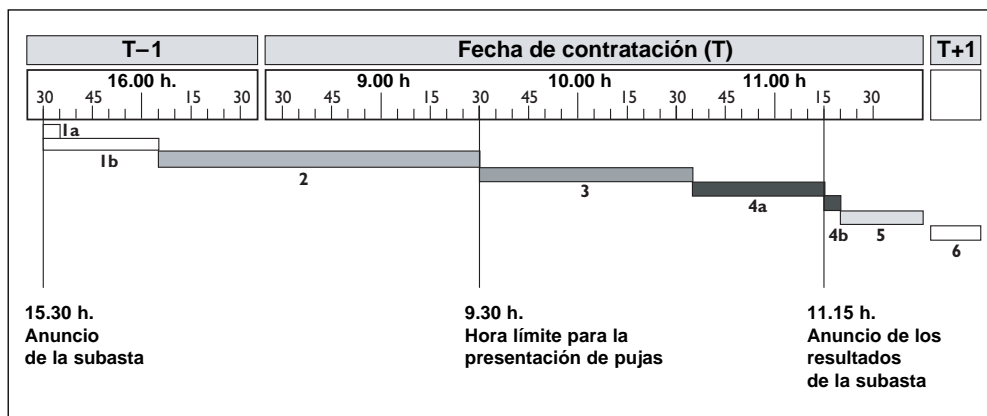 T–1 Fecha de contratación (T) T+1
16.00 h. 9.00 h 10.00 h 11.00 h
30 45 15 30 30 45 15 30 45 15 30 45 15 30
1a
1b
2
3
4a
4b 5
6
15.30 h. 9.30 h. 11.15 h.
Anuncio Hora límite para la Anuncio de los
de la subasta presentación de pujas resultados
de la subasta